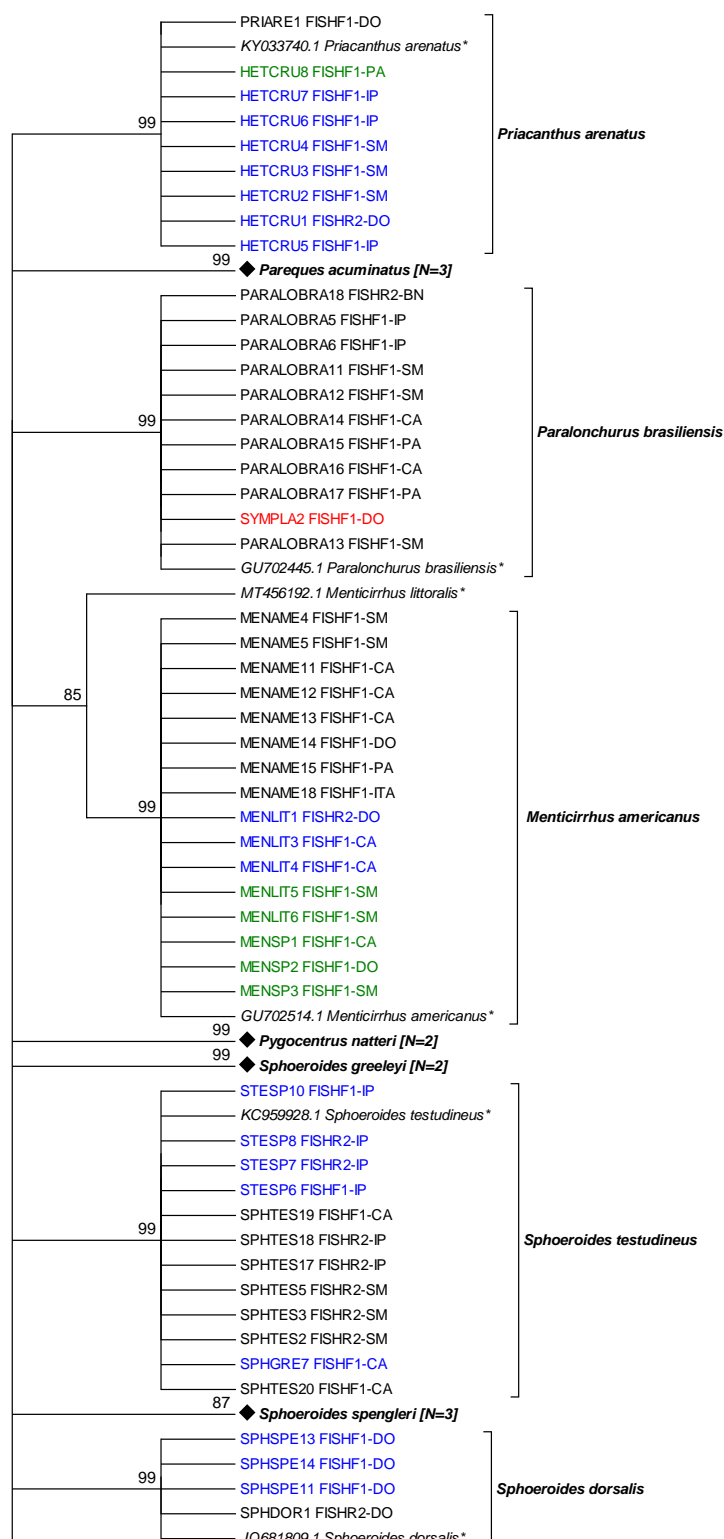 PRIARE1 FISHF1-DO
KY033740.1 Priacanthus arenatus*
HETCRU8 FISHF1-PA
HETCRU7 FISHF1-IP
99
HETCRU6 FISHF1-IP
Priacanthus arenatus
HETCRU4 FISHF1-SM
HETCRU3 FISHF1-SM
HETCRU2 FISHF1-SM
HETCRU1 FISHR2-DO
HETCRU5 FISHF1-IP
99
◆ Pareques acuminatus [N=3]
PARALOBRA18 FISHR2-BN
PARALOBRA5 FISHF1-IP
PARALOBRA6 FISHF1-IP
PARALOBRA11 FISHF1-SM
PARALOBRA12 FISHF1-SM
99
PARALOBRA14 FISHF1-CA
Paralonchurus brasiliensis
PARALOBRA15 FISHF1-PA
PARALOBRA16 FISHF1-CA
PARALOBRA17 FISHF1-PA
SYMPLA2 FISHF1-DO
PARALOBRA13 FISHF1-SM
GU702445.1 Paralonchurus brasiliensis*
MT456192.1 Menticirrhus littoralis*
MENAME4 FISHF1-SM
MENAME5 FISHF1-SM
MENAME11 FISHF1-CA
85
MENAME12 FISHF1-CA
MENAME13 FISHF1-CA
MENAME14 FISHF1-DO
MENAME15 FISHF1-PA
MENAME18 FISHF1-ITA
99
MENLIT1 FISHR2-DO
Menticirrhus americanus
MENLIT3 FISHF1-CA
MENLIT4 FISHF1-CA
MENLIT5 FISHF1-SM
MENLIT6 FISHF1-SM
MENSP1 FISHF1-CA
MENSP2 FISHF1-DO
MENSP3 FISHF1-SM
GU702514.1 Menticirrhus americanus*
99
◆ Pygocentrus natteri [N=2]
99
◆ Sphoeroides greeleyi [N=2]
STESP10 FISHF1-IP
KC959928.1 Sphoeroides testudineus*
STESP8 FISHR2-IP
STESP7 FISHR2-IP
STESP6 FISHF1-IP
SPHTES19 FISHF1-CA
99
SPHTES18 FISHR2-IP
Sphoeroides testudineus
SPHTES17 FISHR2-IP
SPHTES5 FISHR2-SM
SPHTES3 FISHR2-SM
SPHTES2 FISHR2-SM
SPHGRE7 FISHF1-CA
SPHTES20 FISHF1-CA
87
◆ Sphoeroides spengleri [N=3]
SPHSPE13 FISHF1-DO
SPHSPE14 FISHF1-DO
99
SPHSPE11 FISHF1-DO
Sphoeroides dorsalis
SPHDOR1 FISHR2-DO
JQ681809.1 Sphoeroides dorsalis*